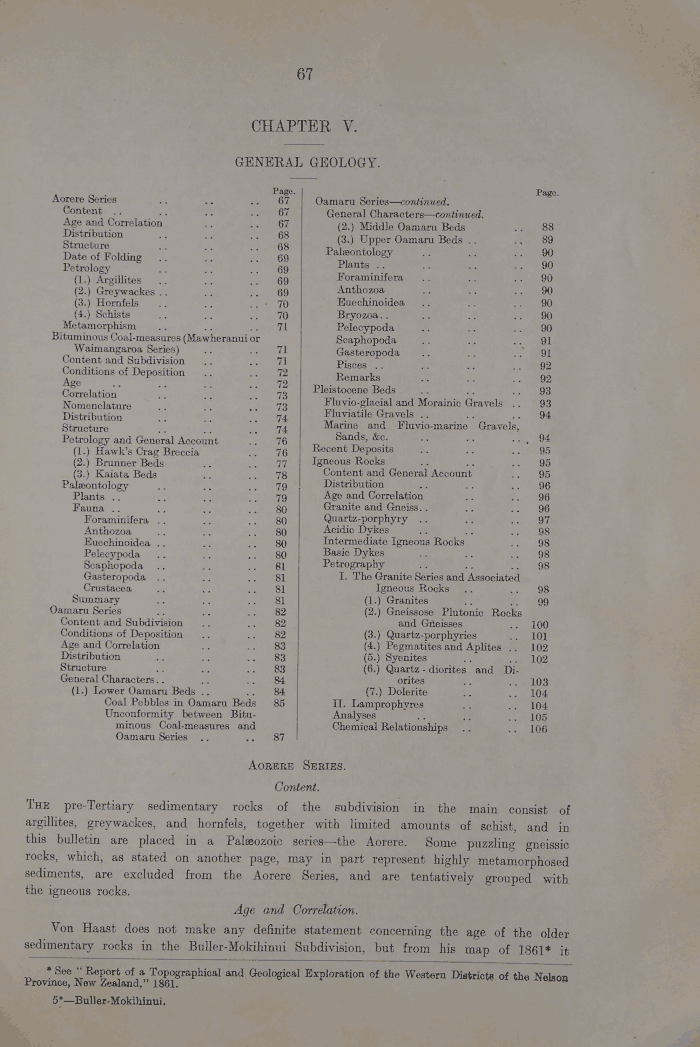 67
CHAPTER V.
GENERAL GEOLOGY.
Page.
Aorere Series .. .. .. 67
Content .. .. .. .. 67
Age and Correlation .. .. 67
Distribution .. .. .. 68
Structure .. .. .. 68
Date of Folding .. .. .. 69
Petrology .. .. .. 69
(1.) Argillites .. .. .. 69
(2.) Greywackes .. .. .. 69
(3.) Hornfels .. .. .. 70
(4.) Schists .. .. .. 70
Metamorphism .. .. .. 71
Bituminous Coal-measures (Mawheranui or
Waimangaroa Series) .. .. 71
Content and Subdivision .. .. 71
Conditions of Deposition .. .. 72
Age .. .. .. .. 72
Correlation .. .. .. 73
Nomenclature .. .. .. 73
Distribution .. .. .. 74
Structure .. .. .. 74
Petrology and General Account .. 76
(1.) Hawk's Crag Breccia .. 76
(2.) Brunner Beds .. .. 77
(3.) Kaiata Beds .. .. 78
Palæontology .. .. .. 79
Plants .. .. .. .. 79
Fauna .. .. .. .. 80
Foraminifera .. .. .. 80
Anthozoa .. .. .. 80
Euechinoidea .. .. .. 80
Pelecypoda .. .. .. 80
Scaphopoda .. .. .. 81
Gasteropoda .. .. .. 81
Crustacea .. .. .. 81
Summary .. .. .. 81
Oamaru Series .. .. .. 82
Content and Subdivision .. .. 82
Conditions of Deposition .. .. 82
Age and Correlation .. .. 83
Distribution .. .. .. 83
Structure .. .. .. 83
General Characters .. .. .. 84
(1.) Lower Oamaru Beds .. .. 84
Coal Pebbles in Oamaru Beds 85
Unconformity between Bitu-
minous Coal-measures and
Oamaru Series .. .. 87
Page.
Oamaru Series—continued.
General Characters—continued.
(2.) Middle Oamaru Beds .. 88
(3.) Upper Oamaru Beds .. .. 89
Palæontology .. .. .. 90
Plants .. .. .. .. 90
Foraminifera .. .. .. 90
Anthozoa .. .. .. 90
Euechinoidea .. .. .. 90
Bryozoa .. .. .. .. 90
Pelecypoda .. .. .. 90
Scaphopoda .. .. .. 91
Gasteropoda .. .. .. 91
Pisces .. .. .. .. 92
Remarks .. .. .. 92
Pleistocene Beds .. .. .. 93
Fluvio-glacial and Morainic Gravels .. 93
Fluviatile Gravels .. .. .. 94
Marine and Fluvio-marine Gravels,
Sands, &c. .. .. .. 94
Recent Deposits .. .. .. 95
Igneous Rocks .. .. .. 95
Content and General Account .. 95
Distribution .. .. .. 96
Age and Correlation .. .. 96
Granite and Gneiss .. .. .. 96
Quartz-porphyry .. .. .. 97
Acidic Dykes .. .. .. 98
Intermediate Igneous Rocks .. 98
Basic Dykes .. .. .. 98
Petrography .. .. .. 98
I. The Granite Series and Associated
Igneous Rocks .. .. 98
(1.) Granites .. .. 99
(2.) Gneissose Plutonic Rocks
and Gneisses .. 100
(3.) Quartz-porphyries .. 101
(4.) Pegmatites and Aplites .. 102
(5.) Syenites .. .. 102
(6.) Quartz-diorites and Di-
orites .. .. 103
(7.) Dolerite .. .. 104
II. Lamprophyres .. .. 104
Analyses .. .. .. 105
Chemical Relationships .. .. 106
AORERE SERIES.
Content.
THE pre-Tertiary sedimentary rocks of the subdivision in the main consist of
argillites, greywackes, and hornfels, together with limited amounts of schist, and in
this bulletin are placed in a Palæozoic series—the Aorere. Some puzzling gneissic
rocks, which, as stated on another page, may in part represent highly metamorphosed
sediments, are excluded from the Aorere Series, and are tentatively grouped with
the igneous rocks.
Age and Correlation.
Von Haast does not make any definite statement concerning the age of the older
sedimentary rocks in the Buller-Mokihinui Subdivision, but from his map of 1861* it
* See " Report of a Topographical and Geological Exploration of the Western Districts of the Nelson
Province, New Zealand," 1861.
5*—Buller-Mokihinui.